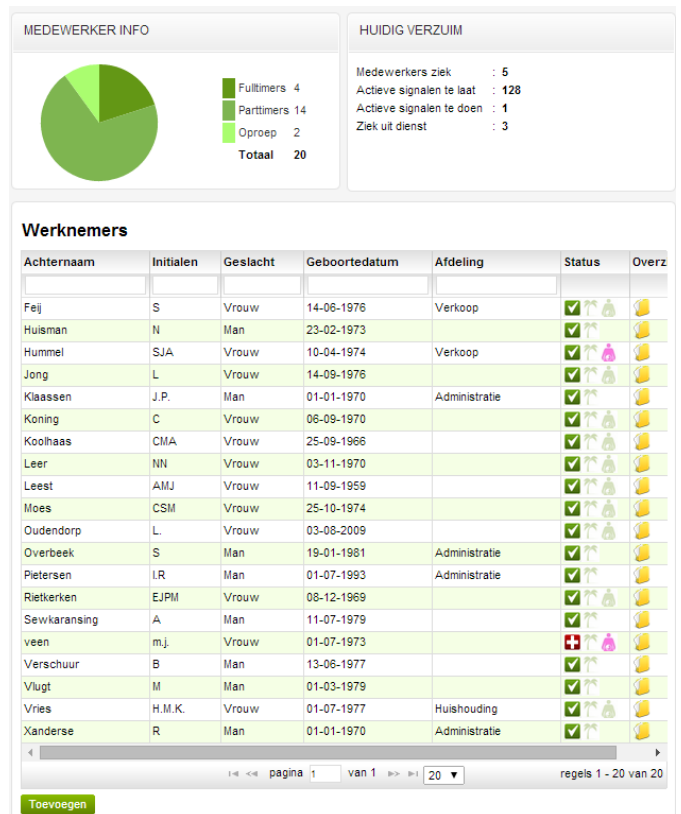 MEDEWERKER INFO
Fulltimers 4
Parttimers 14
Oproep 2
Totaal 20
HUIDIG VERZUIM
Medewerkers ziek : 5
Actieve signalen te laat : 128
Actieve signalen te doen : 1
Ziek uit dienst : 3
Werknemers
Achternaam Initialen Geslacht Geboortedatum Afdeling Status Overz
Feij S Vrouw 14-06-1976 Verkoop
Huisman N Man 23-02-1973
Hummel SJA Vrouw 10-04-1974 Verkoop
Jong L Vrouw 14-09-1976
Klaassen J.P. Man 01-01-1970 Administratie
Koning C Vrouw 06-09-1970
Koolhaas CMA Vrouw 25-09-1966
Leer NN Vrouw 03-11-1970
Leest AMJ Vrouw 11-09-1959
Moes CSM Vrouw 25-10-1974
Oudendorp L. Vrouw 03-08-2009
Overbeek S Man 19-01-1981 Administratie
Pietersen I.R Man 01-07-1993 Administratie
Rietkerken EJPM Vrouw 08-12-1969
Sewkaransing A Man 11-07-1979
veen m.j. Vrouw 01-07-1973
Verschuur B Man 13-06-1977
Vlugt M Man 01-03-1979
Vries H.M.K. Vrouw 01-07-1977 Huishouding
Xanderse R Man 01-01-1970 Administratie
pagina 1 van 1 20 regels 1 - 20 van 20
Toevoegen